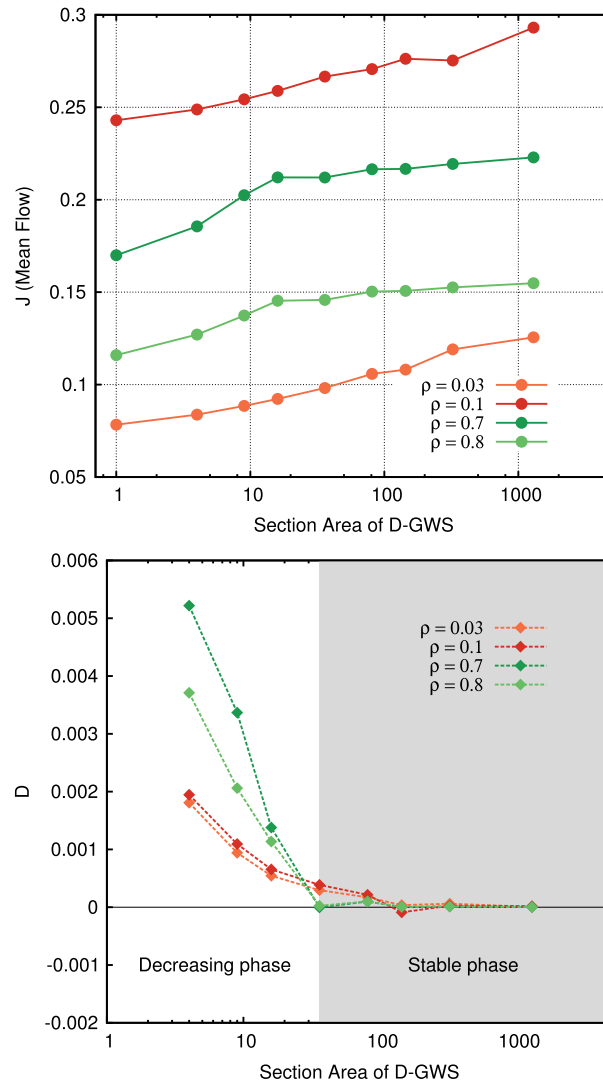 0.3
0.25
0.2
0.15
0.1
0.05
J (Mean Flow)
ρ = 0.03
ρ = 0.1
ρ = 0.7
ρ = 0.8
1 10 100 1000
Section Area of D-GWS
0.006
0.005
0.004
0.003
0.002
0.001
0
-0.001
-0.002
D
ρ = 0.03
ρ = 0.1
ρ = 0.7
ρ = 0.8
Decreasing phase Stable phase
1 10 100 1000
Section Area of D-GWS